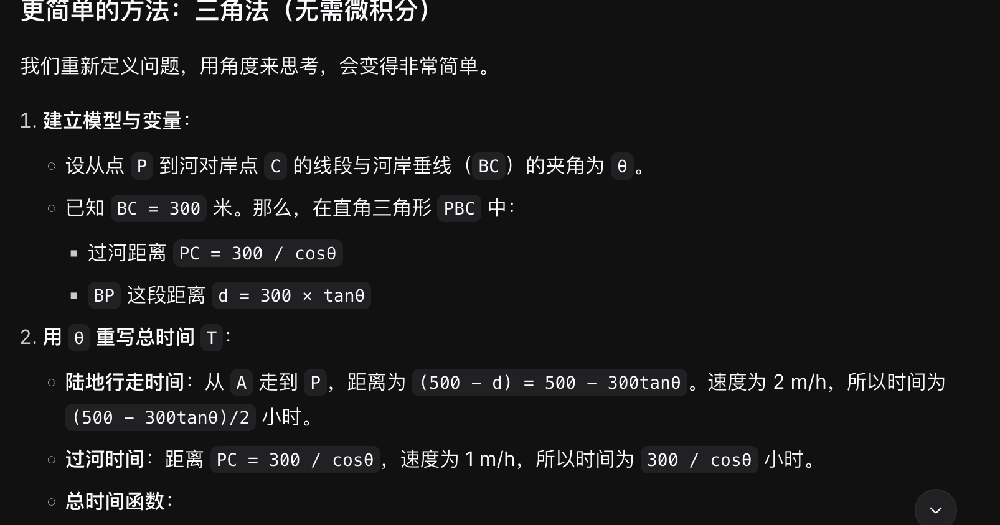 更简单的方法：三角法（无需微积分）
我们重新定义问题，用角度来思考，会变得非常简单。
1. 建立模型与变量：
○ 设从点 P 到河对岸点 C 的线段与河岸垂线（BC）的夹角为 θ。
○ 已知 BC = 300 米。那么，在直角三角形 PBC 中：
▪ 过河距离 PC = 300 / cosθ
▪ BP 这段距离 d = 300 × tanθ
2. 用 θ 重写总时间 T：
○ 陆地行走时间：从 A 走到 P，距离为 (500 − d) = 500 − 300tanθ。速度为 2 m/h，所以时间为
(500 − 300tanθ)/2 小时。
○ 过河时间：距离 PC = 300 / cosθ，速度为 1 m/h，所以时间为 300 / cosθ 小时。
○ 总时间函数：